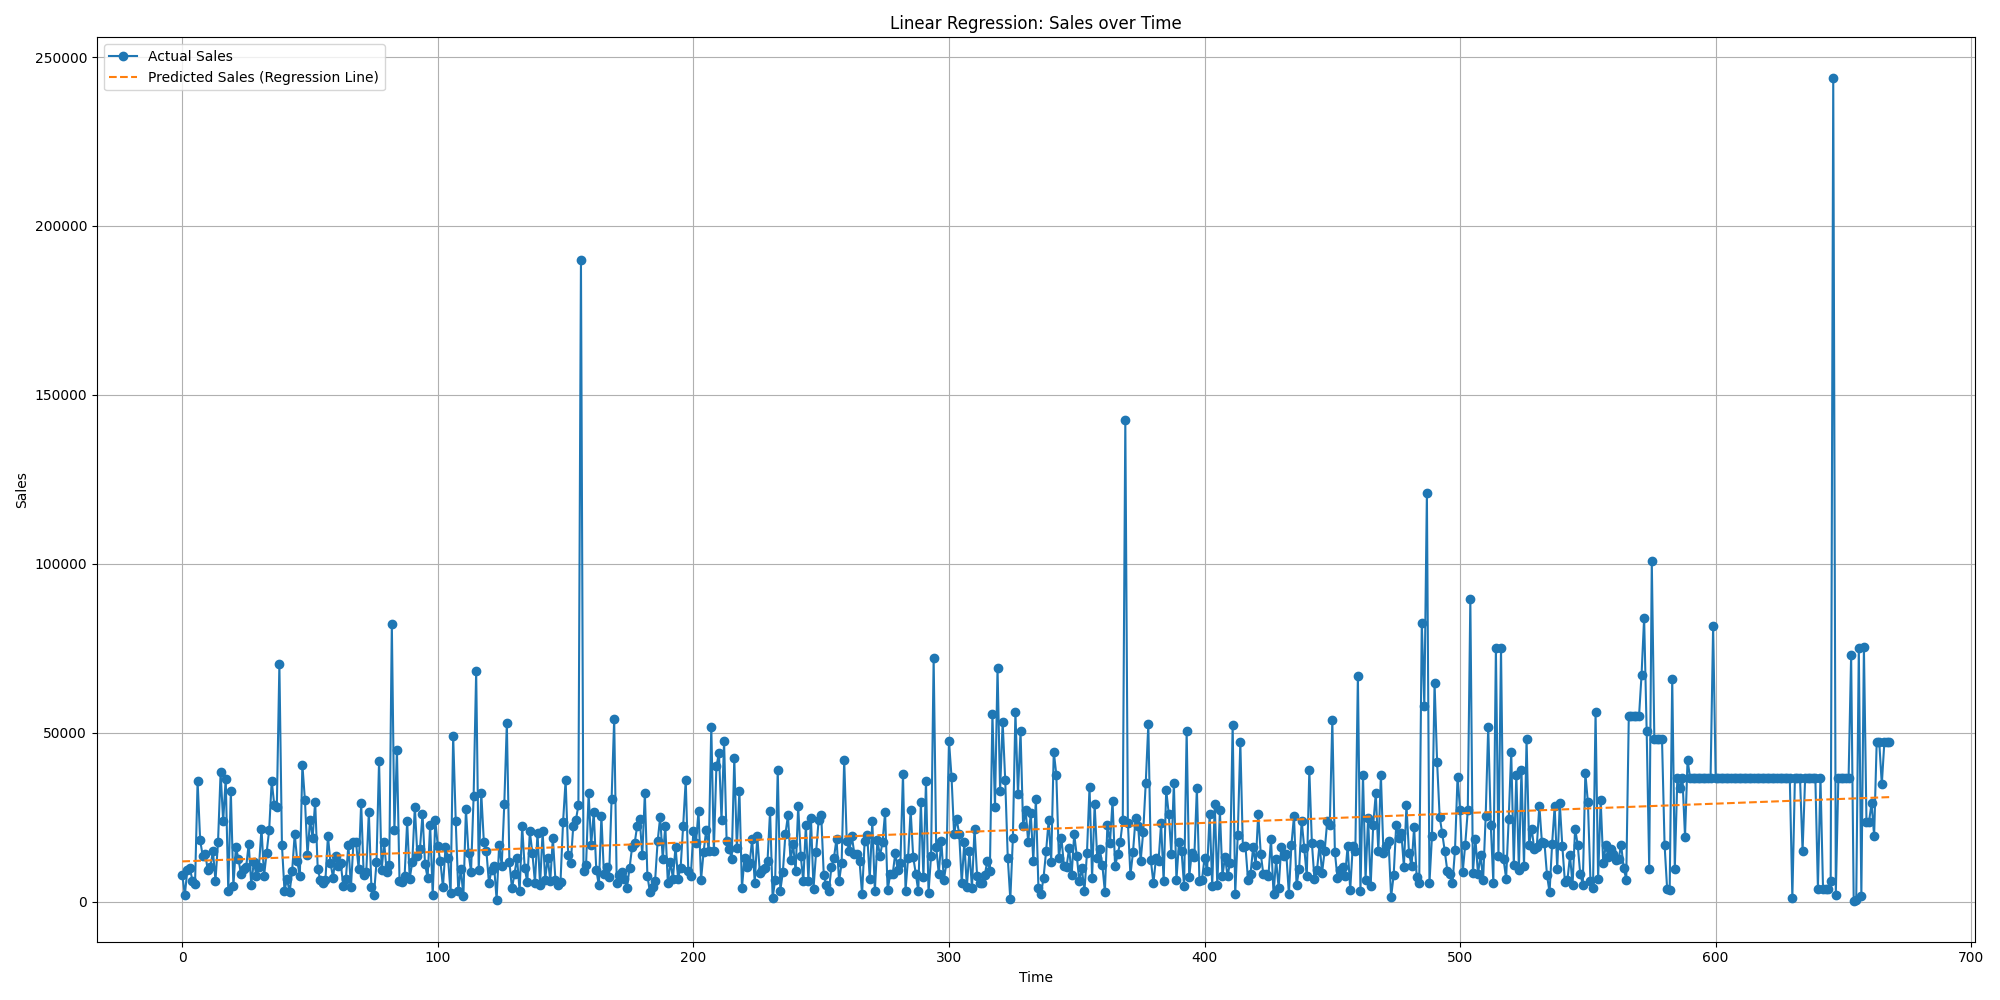 Linear Regression: Sales over Time
Actual Sales
Predicted Sales (Regression Line)
250000
200000
150000
100000
50000
0
Sales
0
100
200
300
400
500
600
700
Time